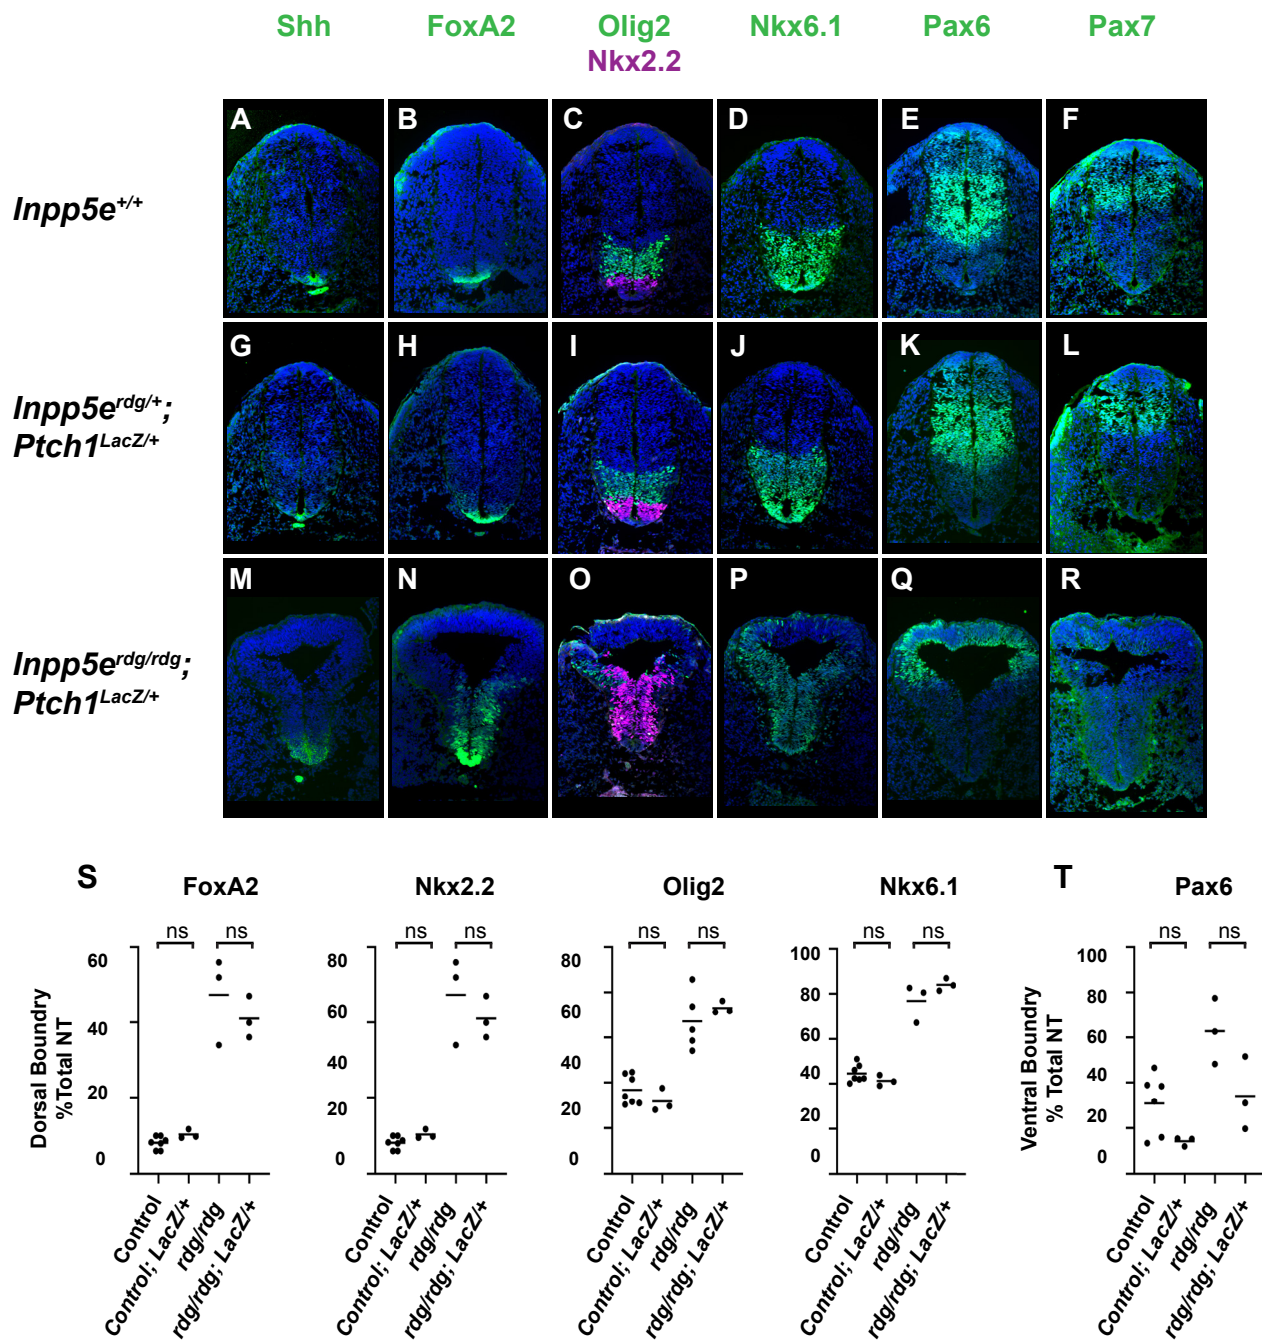 Shh FoxA2 Olig2 Nkx6.1 Pax6 Pax7
Nkx2.2
A B C D E F
Inpp5e+/+
G H I J K L
Inpp5erdg/+;
Ptch1LacZ/+
M N O P Q R
Inpp5erdg/rdg;
Ptch1LacZ/+
S
FoxA2
ns ns
60
40
20
0
Dorsal Boundry
%Total NT
Control
Control; LacZ/+
rdg/rdg
rdg/rdg; LacZ/+
Nkx2.2
ns ns
80
60
40
20
0
Control
Control; LacZ/+
rdg/rdg
rdg/rdg; LacZ/+
Olig2
ns ns
80
60
40
20
0
Control
Control; LacZ/+
rdg/rdg
rdg/rdg; LacZ/+
Nkx6.1
ns ns
100
80
60
40
20
0
Control
Control; LacZ/+
rdg/rdg
rdg/rdg; LacZ/+
T
Pax6
ns ns
100
80
60
40
20
0
Ventral Boundry
% Total NT
Control
Control; LacZ/+
rdg/rdg
rdg/rdg; LacZ/+